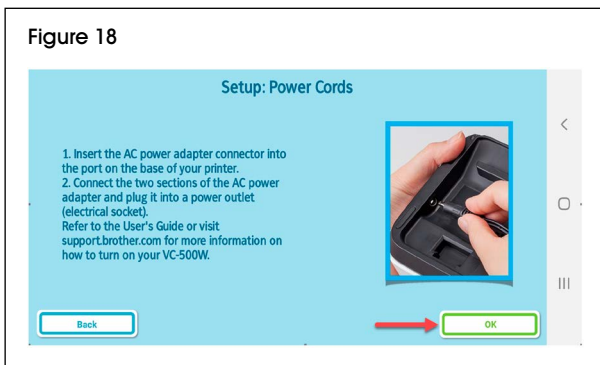 Figure 18
Setup: Power Cords
1. Insert the AC power adapter connector into
the port on the base of your printer.
2. Connect the two sections of the AC power
adapter and plug it into a power outlet
(electrical socket).
Refer to the User's Guide or visit
support.brother.com for more information on
how to turn on your VC-500W.
Back
OK